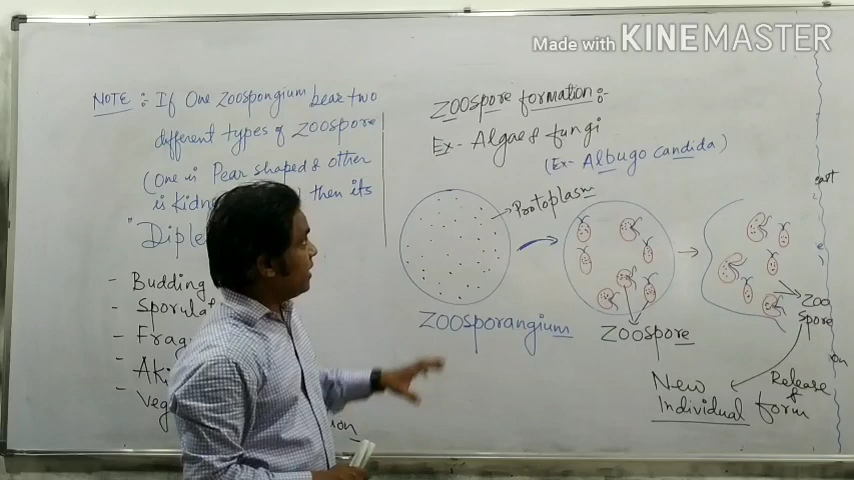 Made with KINEMASTER
NOTE :- If One Zoospongium bear two
different types of Zoospore
(One is Pear shaped & other
is Kidn then its
Diple
- Budding
- Sporula
- Frag
- Ak
- Veg
on
Zoospore formation :-
Ex- Algae & fungi
(Ex- Albugo candida)
Protoplasm
Zoosporangium
Zoospore
Zoo
spore
Release
&
form
New
Individual
on